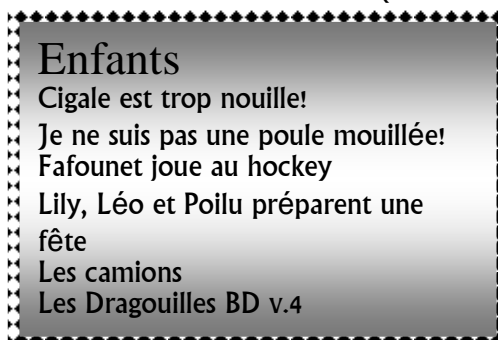 Enfants
Cigale est trop nouille!
Je ne suis pas une poule mouillée!
Fafounet joue au hockey
Lily, Léo et Poilu préparent une
fête
Les camions
Les Dragouilles BD v.4